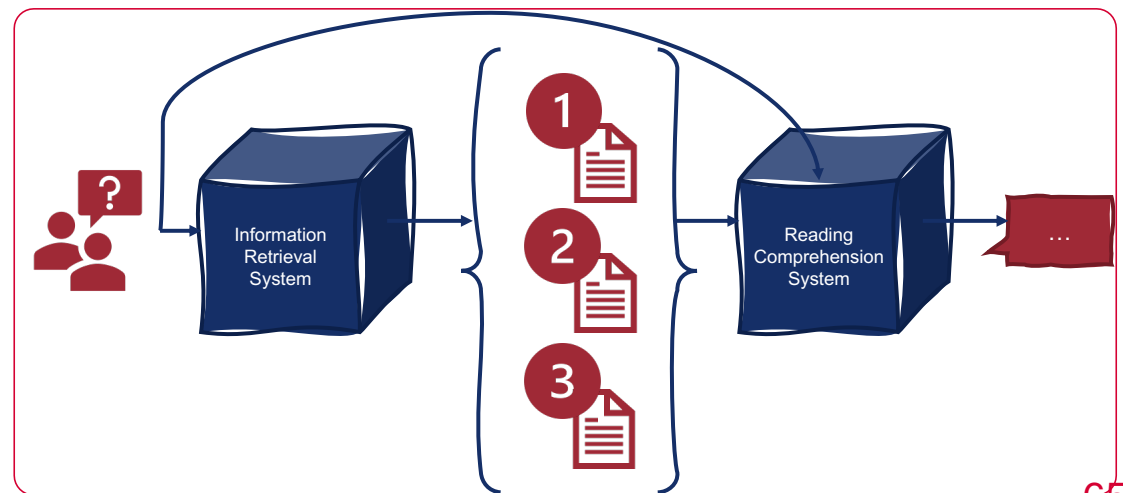 ?
1
Information
Retrieval
System
2
Reading
Comprehension
System
...
3